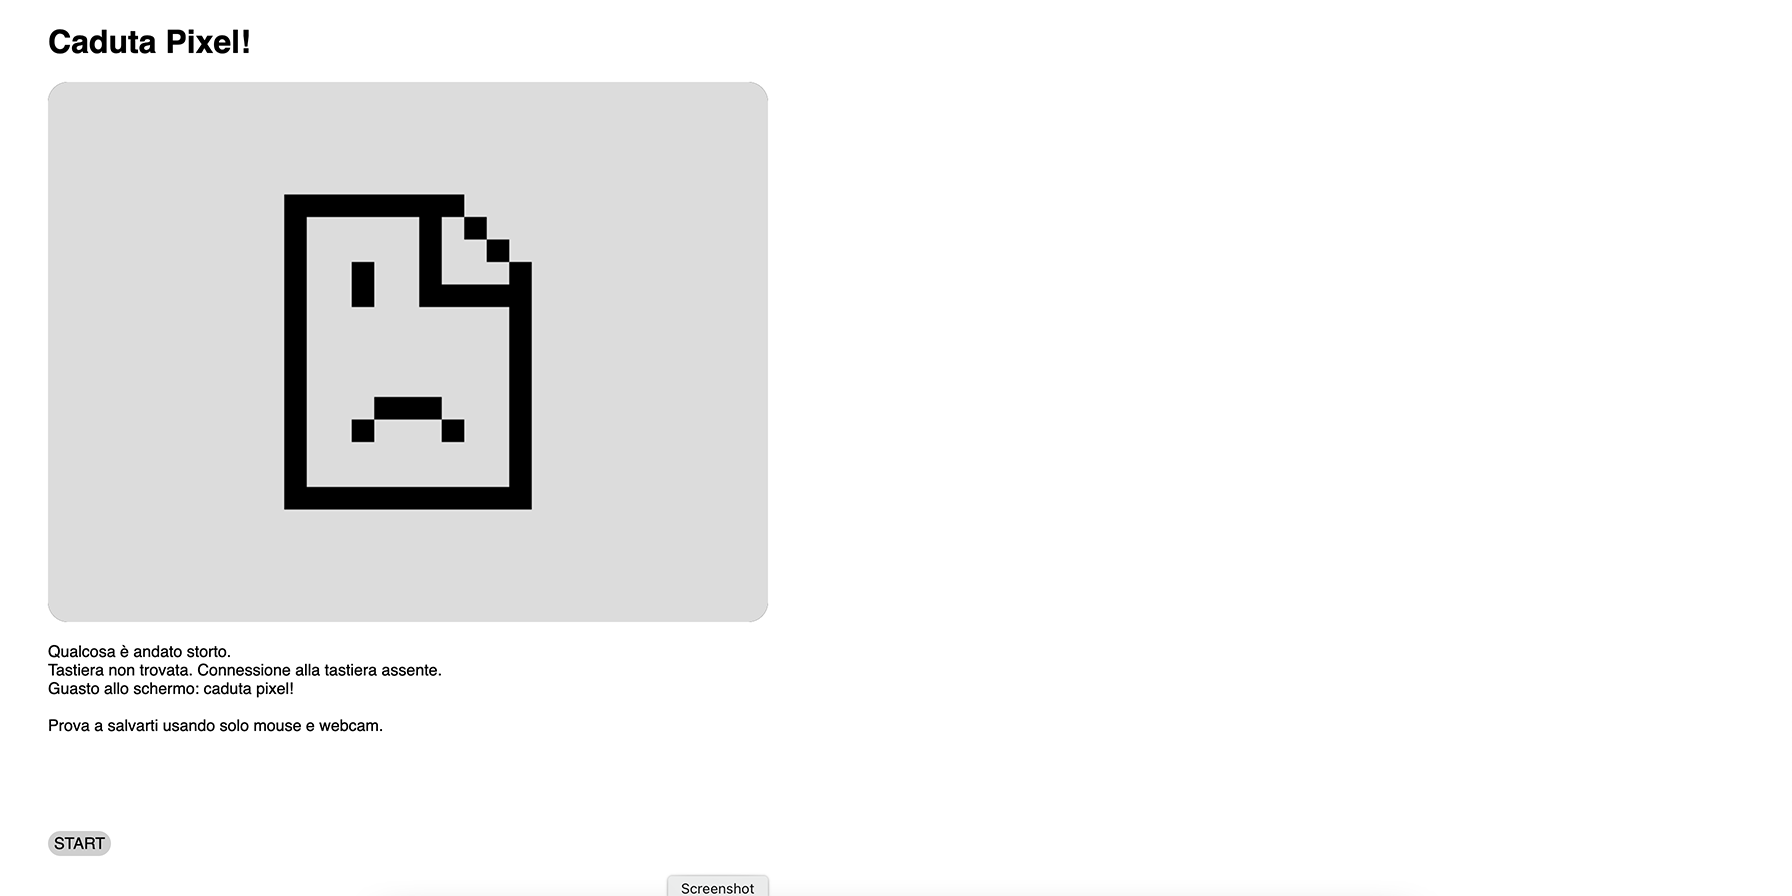 Caduta Pixel!
Qualcosa è andato storto.
Tastiera non trovata. Connessione alla tastiera assente.
Guasto allo schermo: caduta pixel!
Prova a salvarti usando solo mouse e webcam.
START
Screenshot